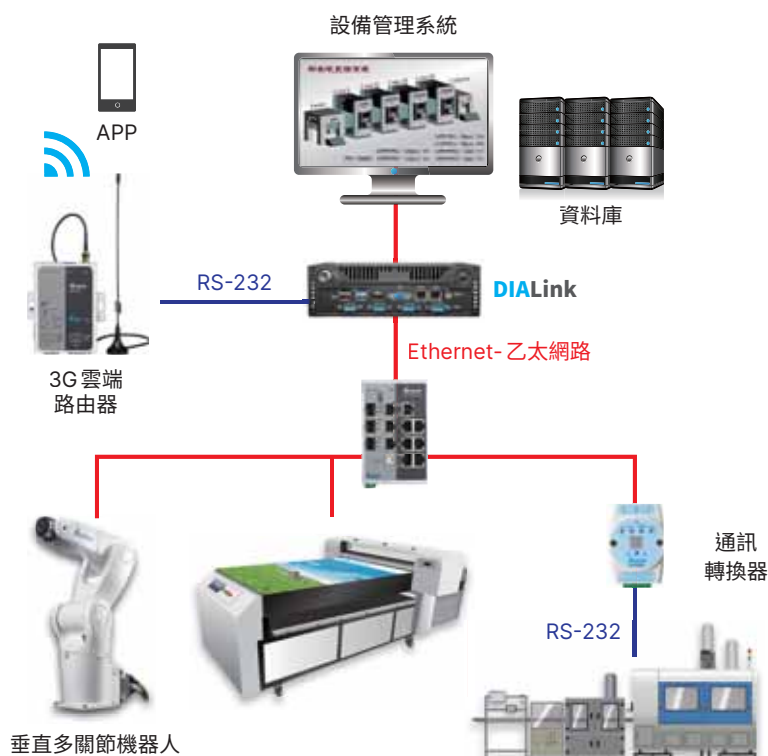 設備管理系統
APP
資料庫
RS-232
DIALink
Ethernet-乙太網路
3G雲端
路由器
通訊
轉換器
RS-232
垂直多關節機器人